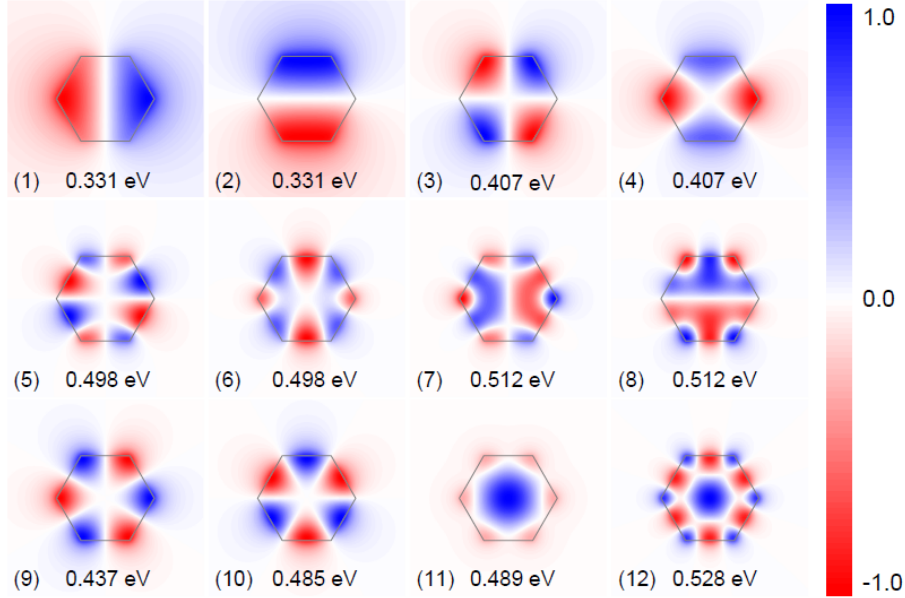 (1) 0.331 eV (2) 0.331 eV (3) 0.407 eV (4) 0.407 eV
(5) 0.498 eV (6) 0.498 eV (7) 0.512 eV (8) 0.512 eV
(9) 0.437 eV (10) 0.485 eV (11) 0.489 eV (12) 0.528 eV
1.0
0.0
-1.0